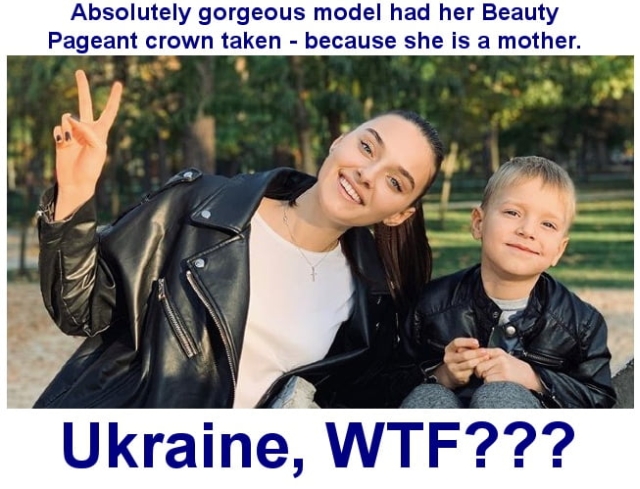 Absolutely gorgeous model had her Beauty
Pageant crown taken - because she is a mother.
Ukraine, WTF???